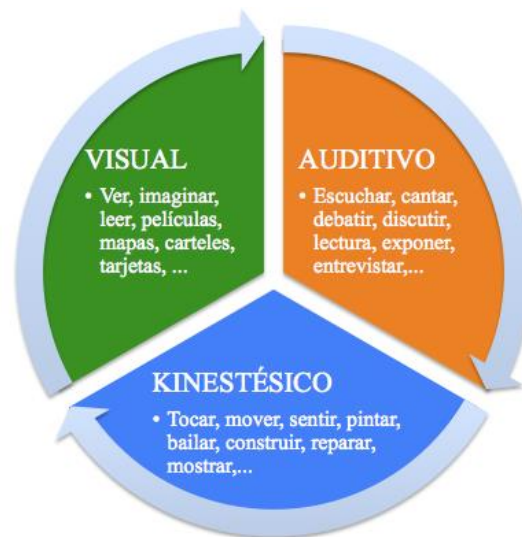 VISUAL
• Ver, imaginar,
leer, películas,
mapas, carteles,
tarjetas, ...
AUDITIVO
• Escuchar, cantar,
debatir, discutir,
lectura, exponer,
entrevistar,...
KINESTÉSICO
• Tocar, mover, sentir, pintar,
bailar, construir, reparar,
mostrar,...